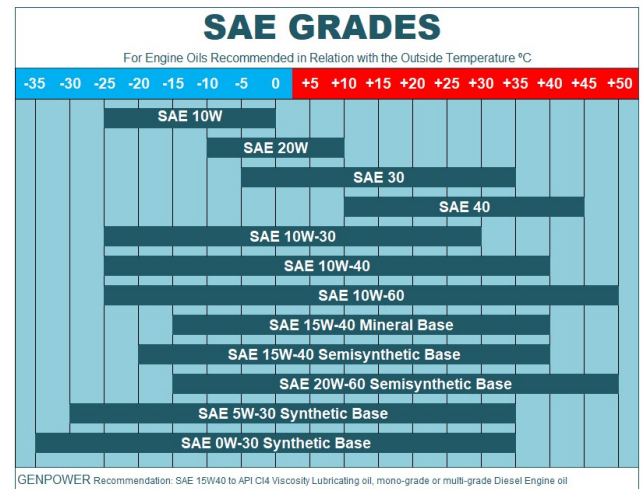 SAE GRADES
For Engine Oils Recommended in Relation with the Outside Temperature ºC
-35 -30 -25 -20 -15 -10 -5 0 +5 +10 +15 +20 +25 +30 +35 +40 +45 +50
SAE 10W
SAE 20W
SAE 30
SAE 40
SAE 10W-30
SAE 10W-40
SAE 10W-60
SAE 15W-40 Mineral Base
SAE 15W-40 Semisynthetic Base
SAE 20W-60 Semisynthetic Base
SAE 5W-30 Synthetic Base
SAE 0W-30 Synthetic Base
GENPOWER Recommendation: SAE 15W40 to API CI4 Viscosity Lubricating oil, mono-grade or multi-grade Diesel Engine oil